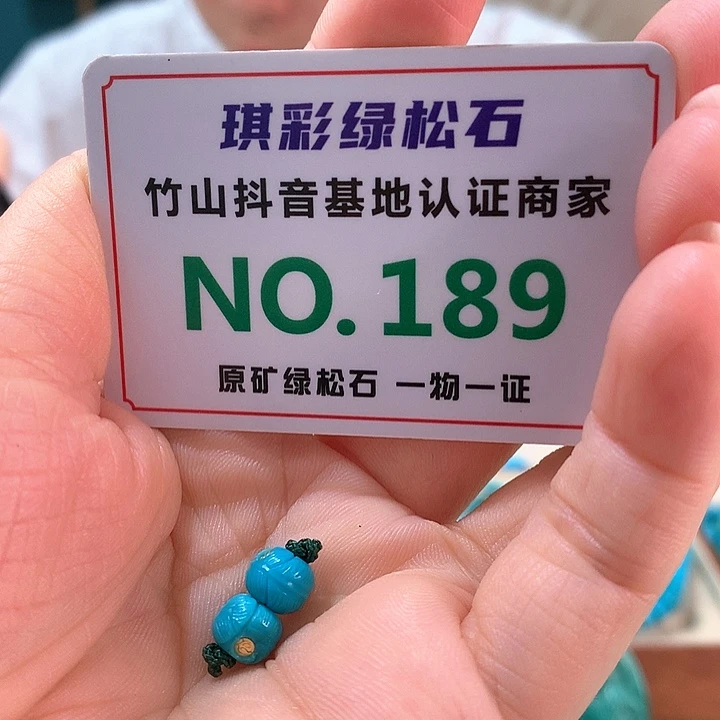 琪彩绿松石
竹山抖音基地认证商家
NO.189
原矿绿松石 一物一证